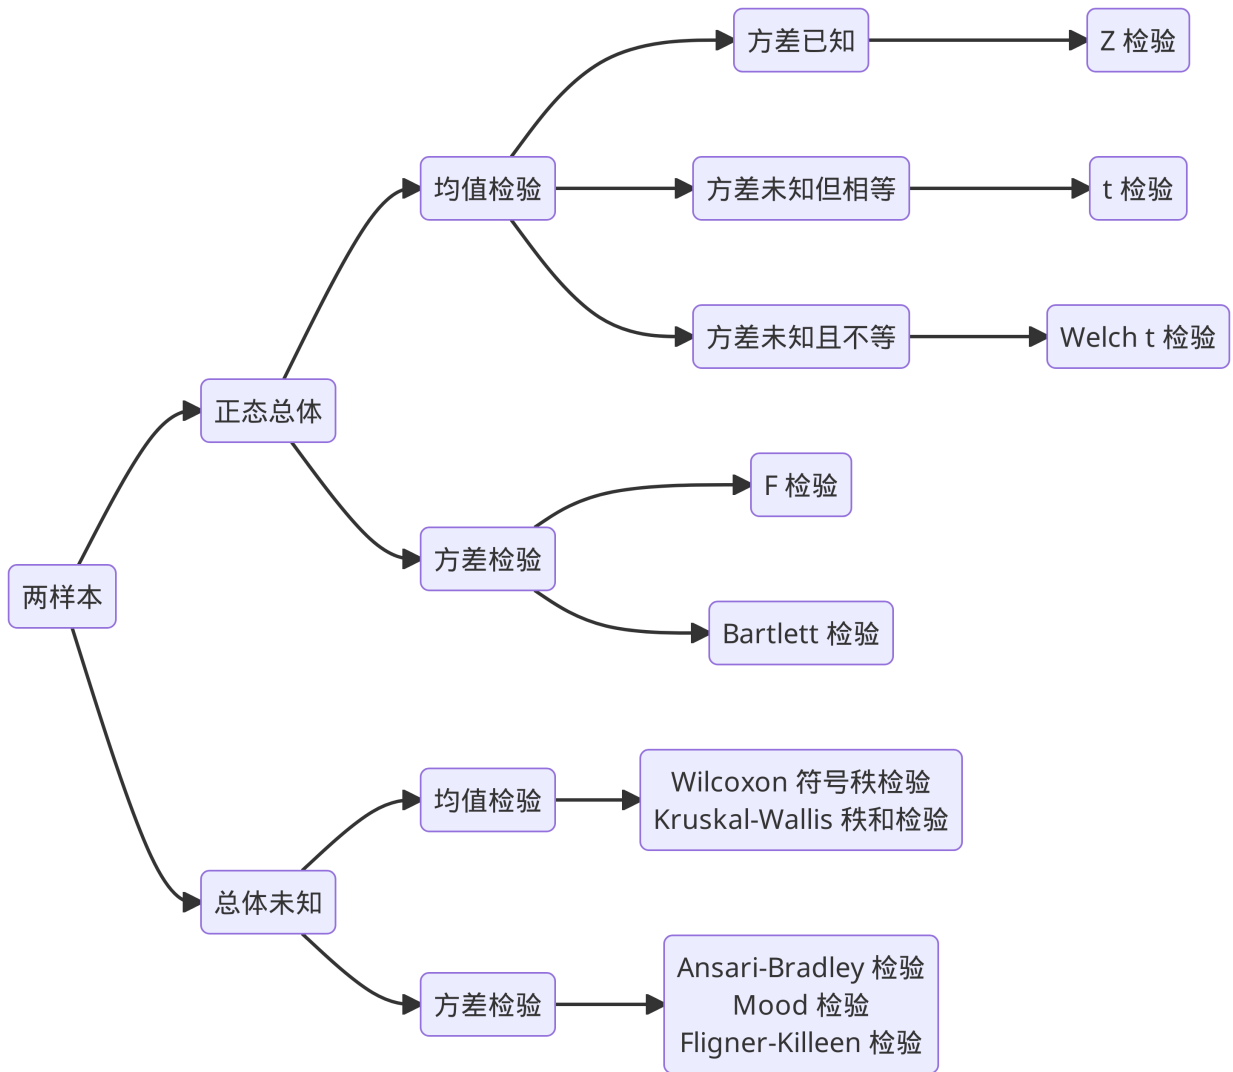 两样本
正态总体
均值检验
方差已知
Z 检验
方差未知但相等
t 检验
方差未知且不等
Welch t 检验
方差检验
F 检验
Bartlett 检验
总体未知
均值检验
Wilcoxon 符号秩检验
Kruskal-Wallis 秩和检验
方差检验
Ansari-Bradley 检验
Mood 检验
Fligner-Killeen 检验